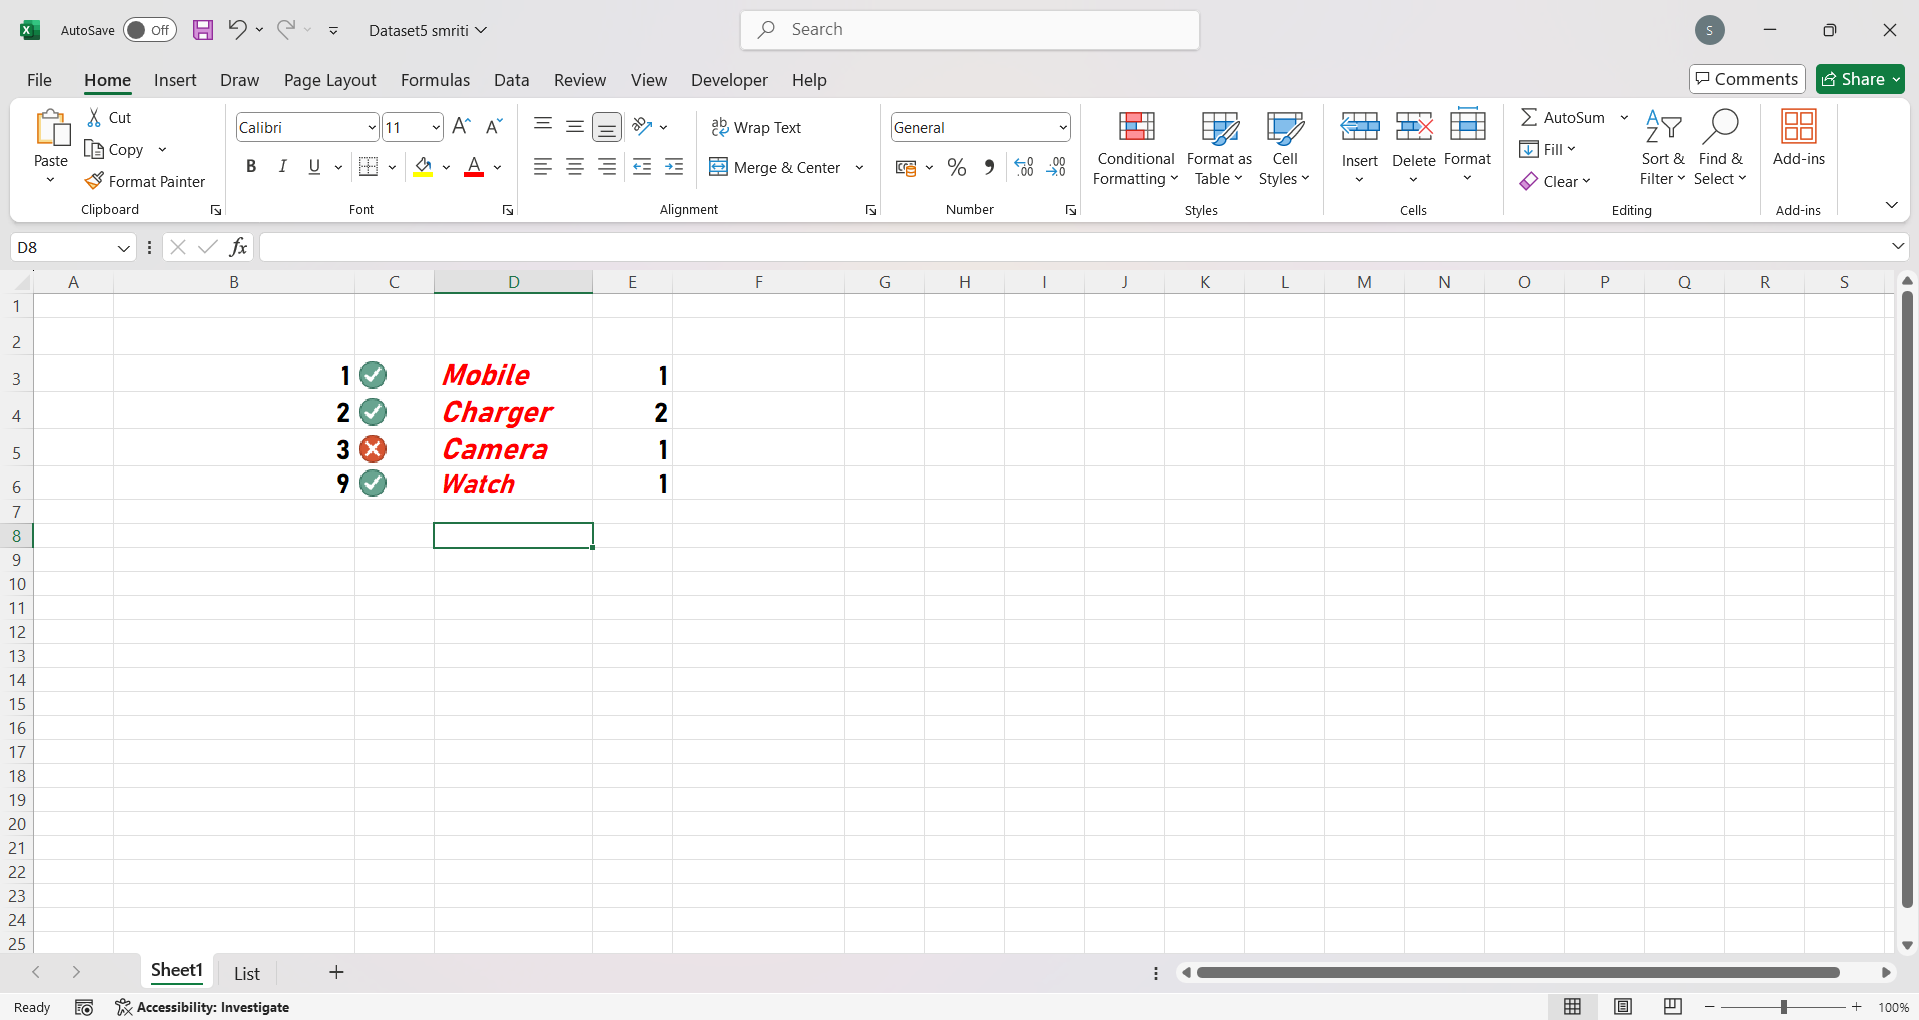 AutoSave Off Dataset5 smriti Search S
File Home Insert Draw Page Layout Formulas Data Review View Developer Help Comments Share
Paste
Cut
Copy
Format Painter
Clipboard
Calibri 11 A A
B I U A
Font
ab Wrap Text
Merge & Center
Alignment
General
% 9 .00 .00
Number
Conditional Formatting
Format as Table
Cell Styles
Styles
Insert Delete Format
Cells
AutoSum
Fill
Clear
Sort & Filter
Find & Select
Editing
Add-ins
Add-ins
D8 fx
A B C D E F G H I J K L M N O P Q R S
1
2
3 1 Mobile 1
4 2 Charger 2
5 3 Camera 1
6 9 Watch 1
7
8
9
10
11
12
13
14
15
16
17
18
19
20
21
22
23
24
25
Sheet1 List +
Ready Accessibility: Investigate 100%